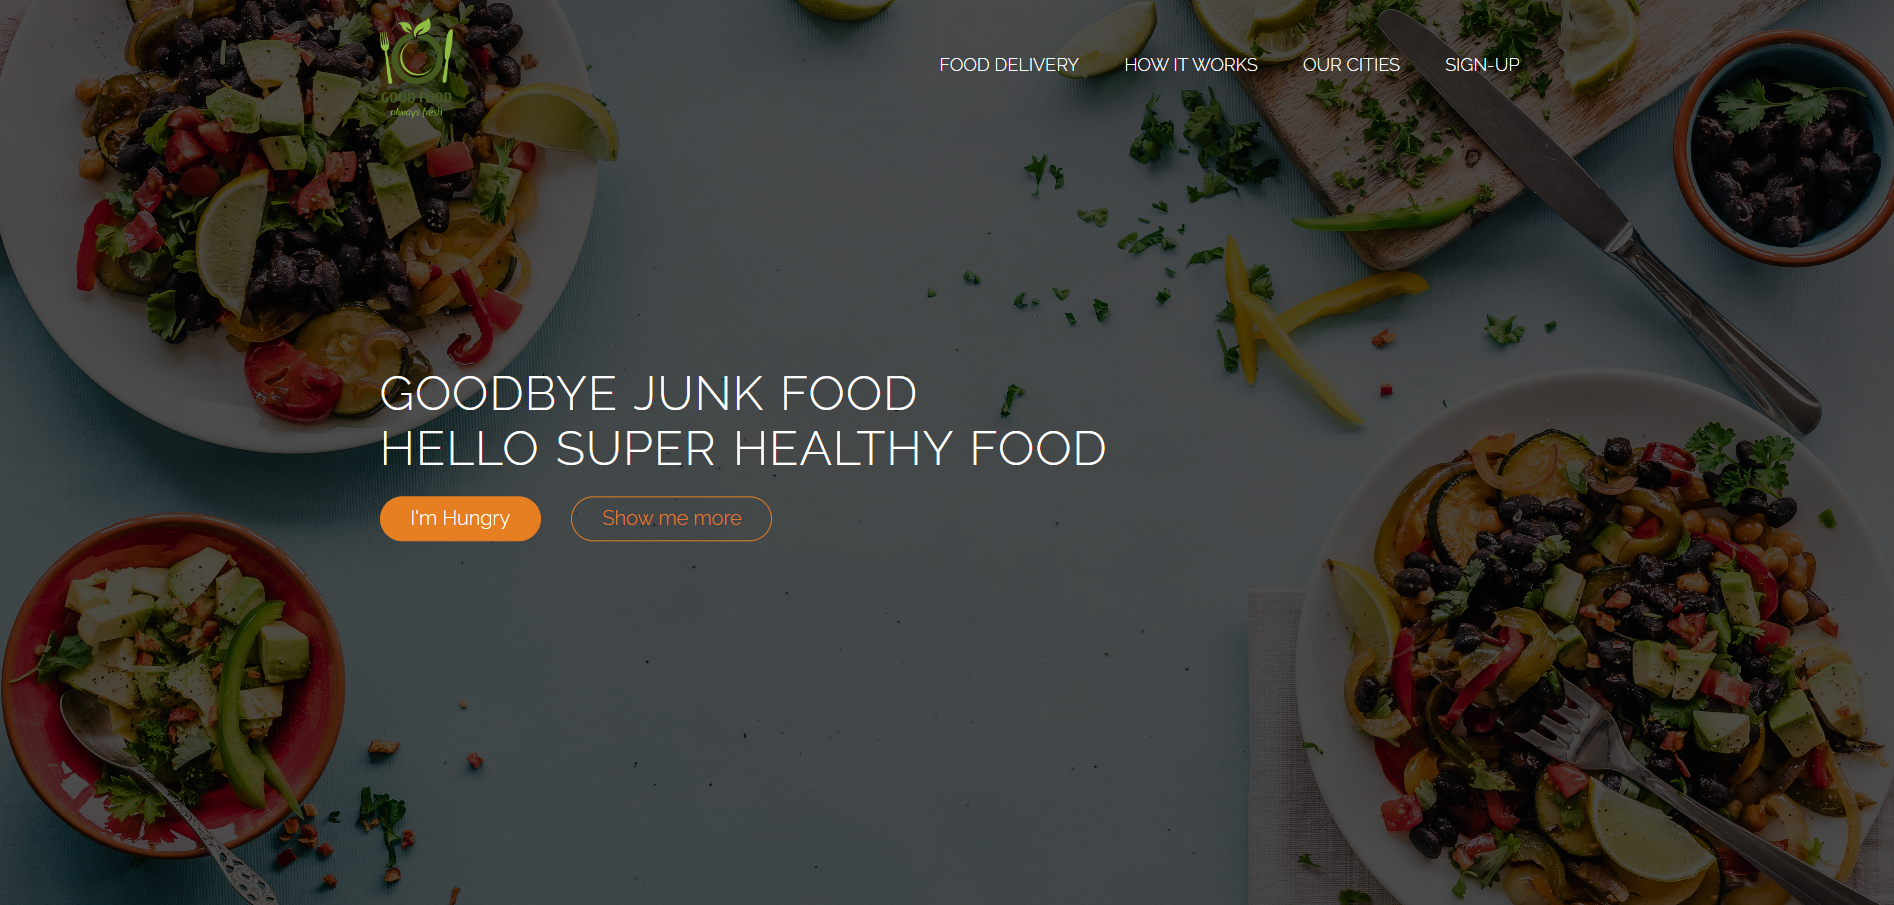 GOOD FOOD
always fresh
FOOD DELIVERY HOW IT WORKS OUR CITIES SIGN-UP
GOODBYE JUNK FOOD
HELLO SUPER HEALTHY FOOD
I'm Hungry Show me more